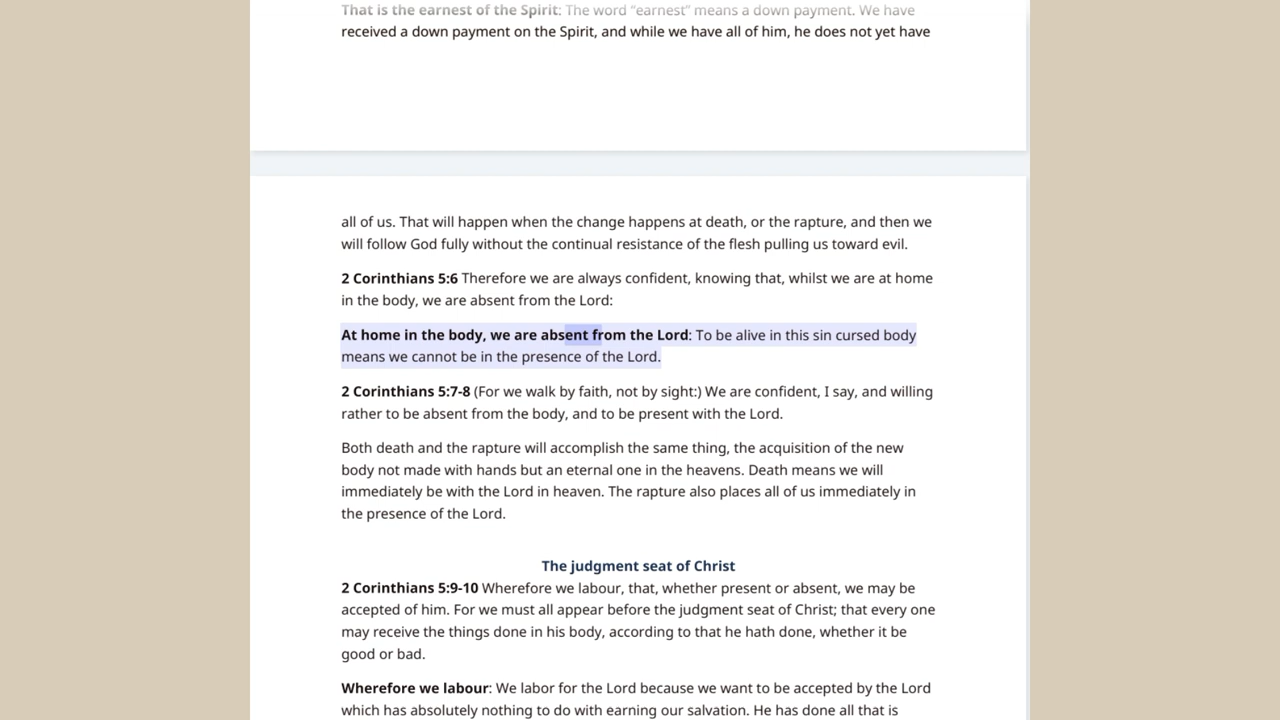 That is the earnest of the Spirit: The word “earnest” means a down payment. We have
received a down payment on the Spirit, and while we have all of him, he does not yet have
all of us. That will happen when the change happens at death, or the rapture, and then we
will follow God fully without the continual resistance of the flesh pulling us toward evil.
2 Corinthians 5:6 Therefore we are always confident, knowing that, whilst we are at home
in the body, we are absent from the Lord:
At home in the body, we are absent from the Lord: To be alive in this sin cursed body
means we cannot be in the presence of the Lord.
2 Corinthians 5:7-8 (For we walk by faith, not by sight:) We are confident, I say, and willing
rather to be absent from the body, and to be present with the Lord.
Both death and the rapture will accomplish the same thing, the acquisition of the new
body not made with hands but an eternal one in the heavens. Death means we will
immediately be with the Lord in heaven. The rapture also places all of us immediately in
the presence of the Lord.
The judgment seat of Christ
2 Corinthians 5:9-10 Wherefore we labour, that, whether present or absent, we may be
accepted of him. For we must all appear before the judgment seat of Christ; that every one
may receive the things done in his body, according to that he hath done, whether it be
good or bad.
Wherefore we labour: We labor for the Lord because we want to be accepted by the Lord
which has absolutely nothing to do with earning our salvation. He has done all that is